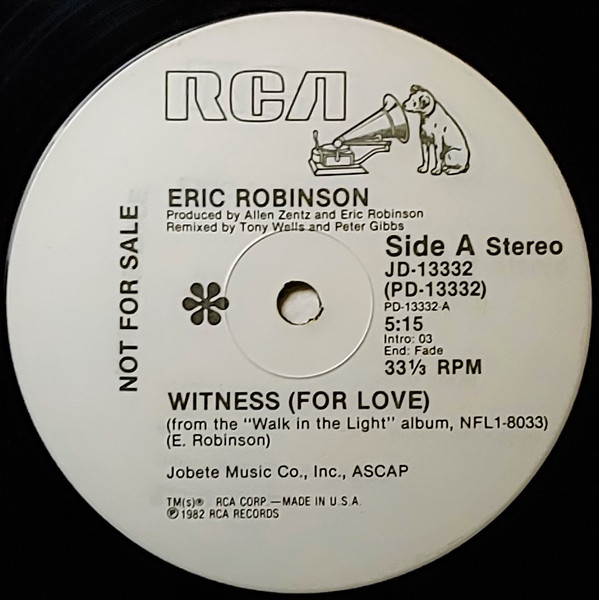 RCA
NOT FOR SALE
ERIC ROBINSON
Produced by Allen Zentz and Eric Robinson
Remixed by Tony Wells and Peter Gibbs
Side A Stereo
JD-13332
(PD-13332)
PD-13332-A
5:15
Intro: 03
End: Fade
33⅓ RPM
WITNESS (FOR LOVE)
(from the "Walk in the Light" album, NFL1-8033)
(E. Robinson)
Jobete Music Co., Inc., ASCAP
TM(s)® RCA CORP.—MADE IN U.S.A.
℗1982 RCA RECORDS